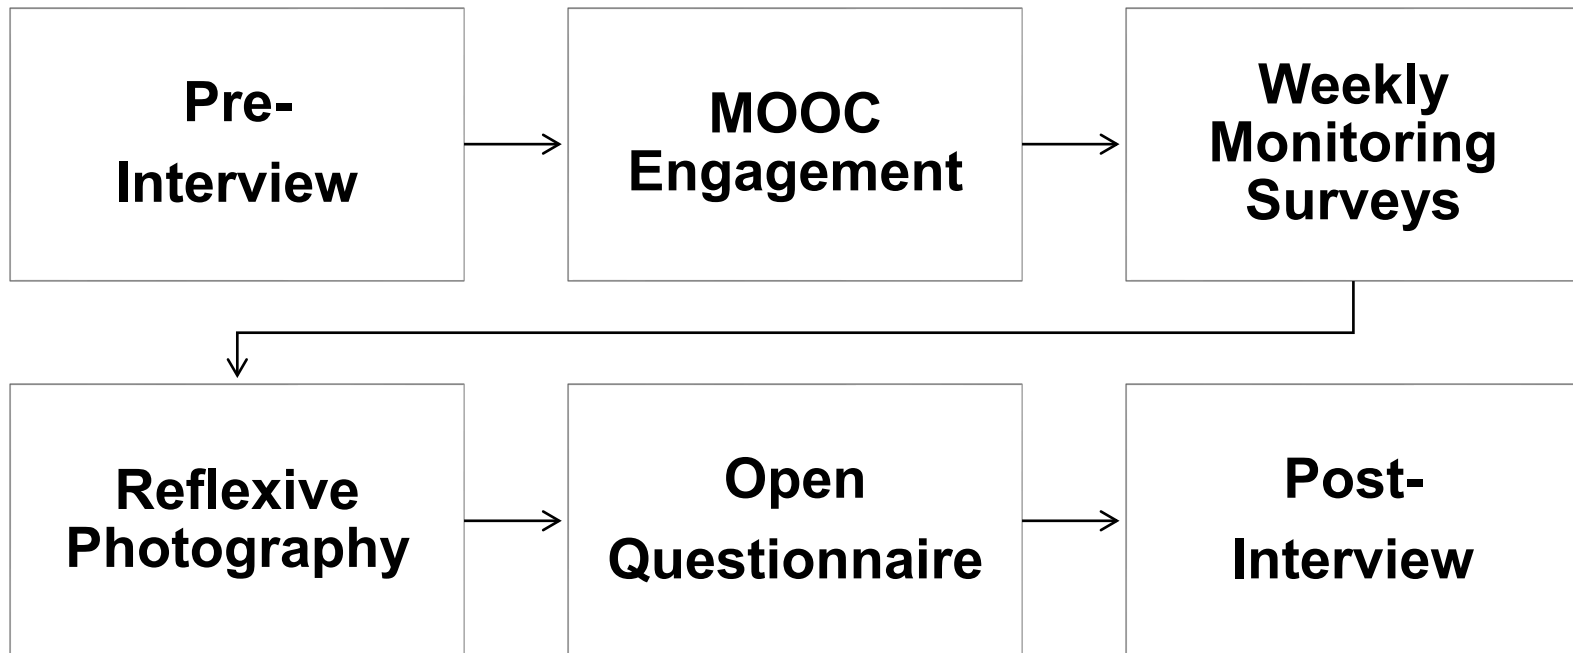 Pre-
Interview
MOOC
Engagement
Weekly
Monitoring
Surveys
Reflexive
Photography
Open
Questionnaire
Post-
Interview